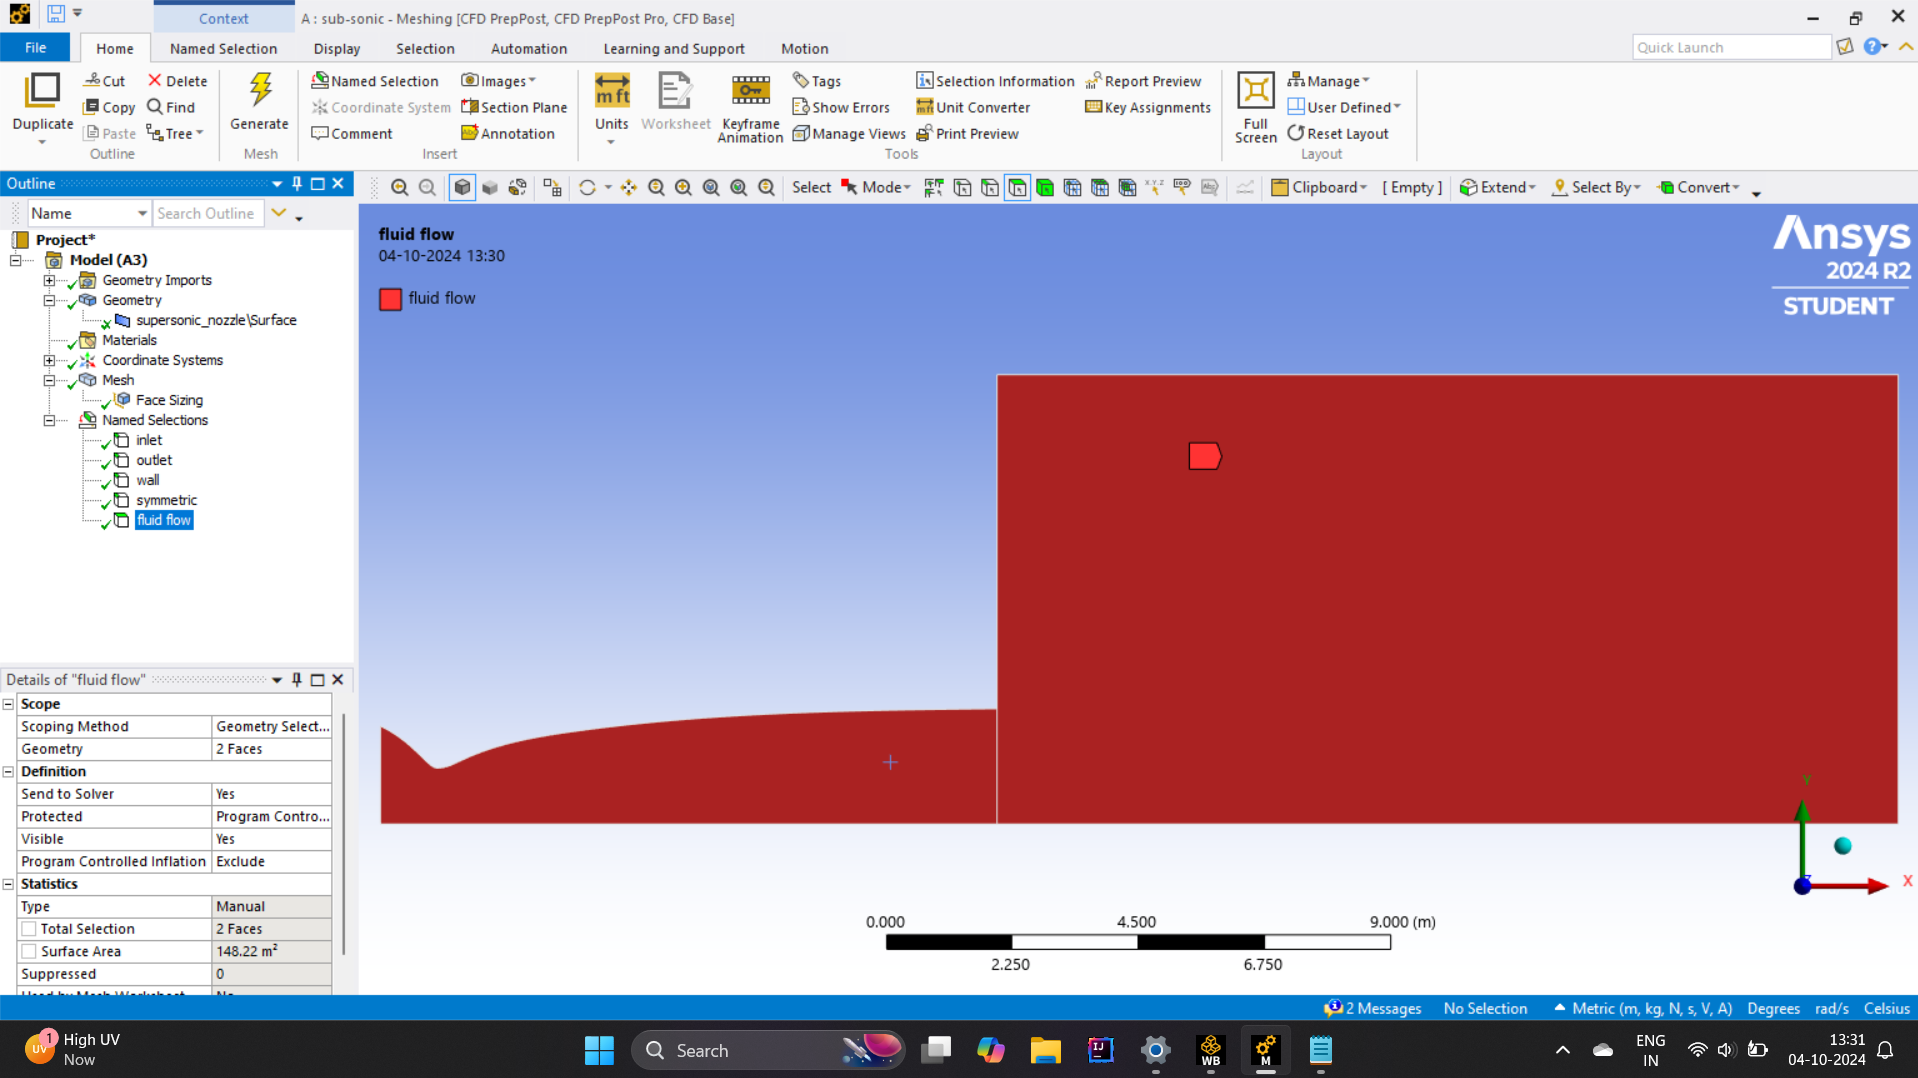 Context
A : sub-sonic - Meshing [CFD PrepPost, CFD PrepPost Pro, CFD Base]
File
Home
Named Selection
Display
Selection
Automation
Learning and Support
Motion
Quick Launch
Duplicate
Cut
Copy
Paste
Delete
Find
Tree
Outline
Generate
Mesh
Named Selection
Coordinate System
Comment
Images
Section Plane
Annotation
Insert
m ft
Units
Worksheet
Keyframe
Animation
Tags
Show Errors
Manage Views
Selection Information
Unit Converter
Print Preview
Report Preview
Key Assignments
Tools
Full
Screen
Manage
User Defined
Reset Layout
Layout
Outline
Name
Search Outline
Select
Mode
Clipboard
[ Empty ]
Extend
Select By
Convert
Project*
Model (A3)
Geometry Imports
Geometry
supersonic_nozzle\Surface
Materials
Coordinate Systems
Mesh
Face Sizing
Named Selections
inlet
outlet
wall
symmetric
fluid flow
fluid flow
04-10-2024 13:30
fluid flow
Ansys
2024 R2
STUDENT
Y
X
Z
0.000
4.500
9.000 (m)
2.250
6.750
Details of "fluid flow"
Scope
Scoping Method Geometry Select...
Geometry 2 Faces
Definition
Send to Solver Yes
Protected Program Contro...
Visible Yes
Program Controlled Inflation Exclude
Statistics
Type Manual
Total Selection 2 Faces
Surface Area 148.22 m²
Suppressed 0
Used by Mesh Worksheet No
2 Messages
No Selection
Metric (m, kg, N, s, V, A)
Degrees
rad/s
Celsius
UV
1
High UV
Now
Search
IJ
WB
M
ENG
IN
13:31
04-10-2024